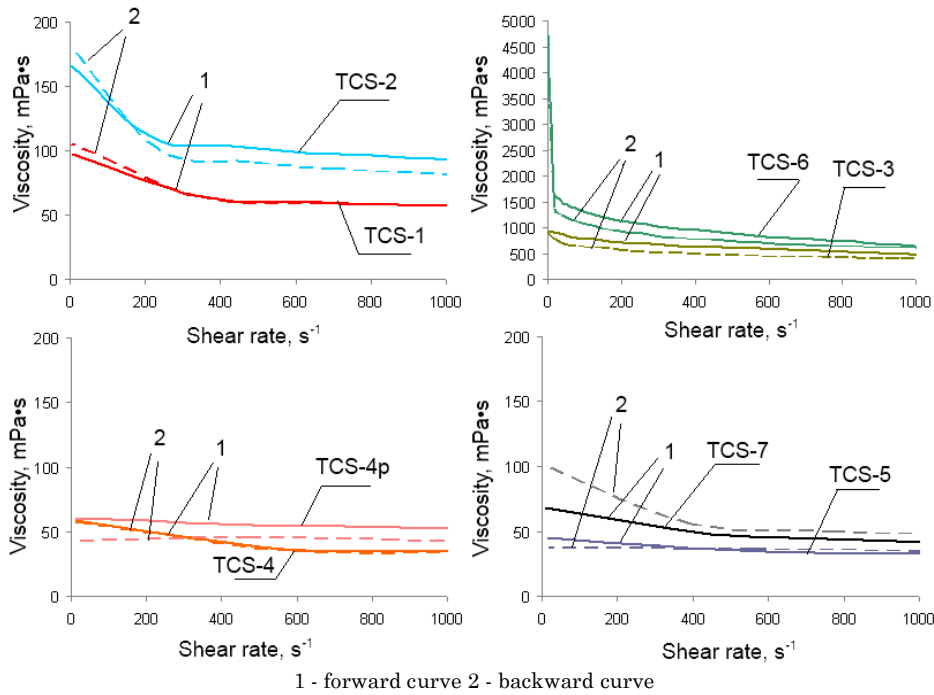 200
150
100
50
0
Viscosity, mPa•s
2
1
TCS-2
TCS-1
0 200 400 600 800 1000
Shear rate, s-1
5000
4500
4000
3500
3000
2500
2000
1500
1000
500
0
Viscosity, mPa•s
2 1
TCS-6 TCS-3
0 200 400 600 800 1000
Shear rate, s-1
200
150
100
50
0
Viscosity, mPa•s
2 1
TCS-4p
TCS-4
0 200 400 600 800 1000
Shear rate, s-1
200
150
100
50
0
Viscosity, mPa•s
2
1
TCS-7
TCS-5
0 200 400 600 800 1000
Shear rate, s-1
1 - forward curve 2 - backward curve